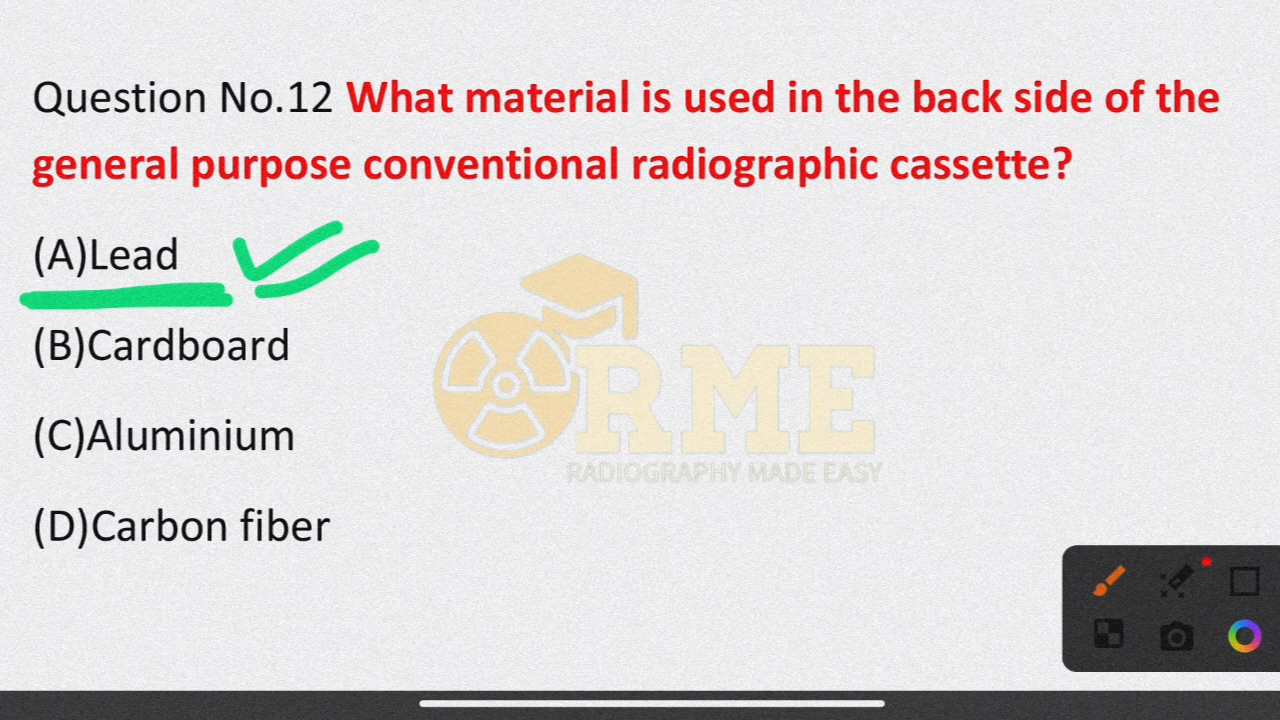 Question No.12 What material is used in the back side of the
general purpose conventional radiographic cassette?
(A)Lead
(B)Cardboard
(C)Aluminium
(D)Carbon fiber
RME
RADIOGRAPHY MADE EASY